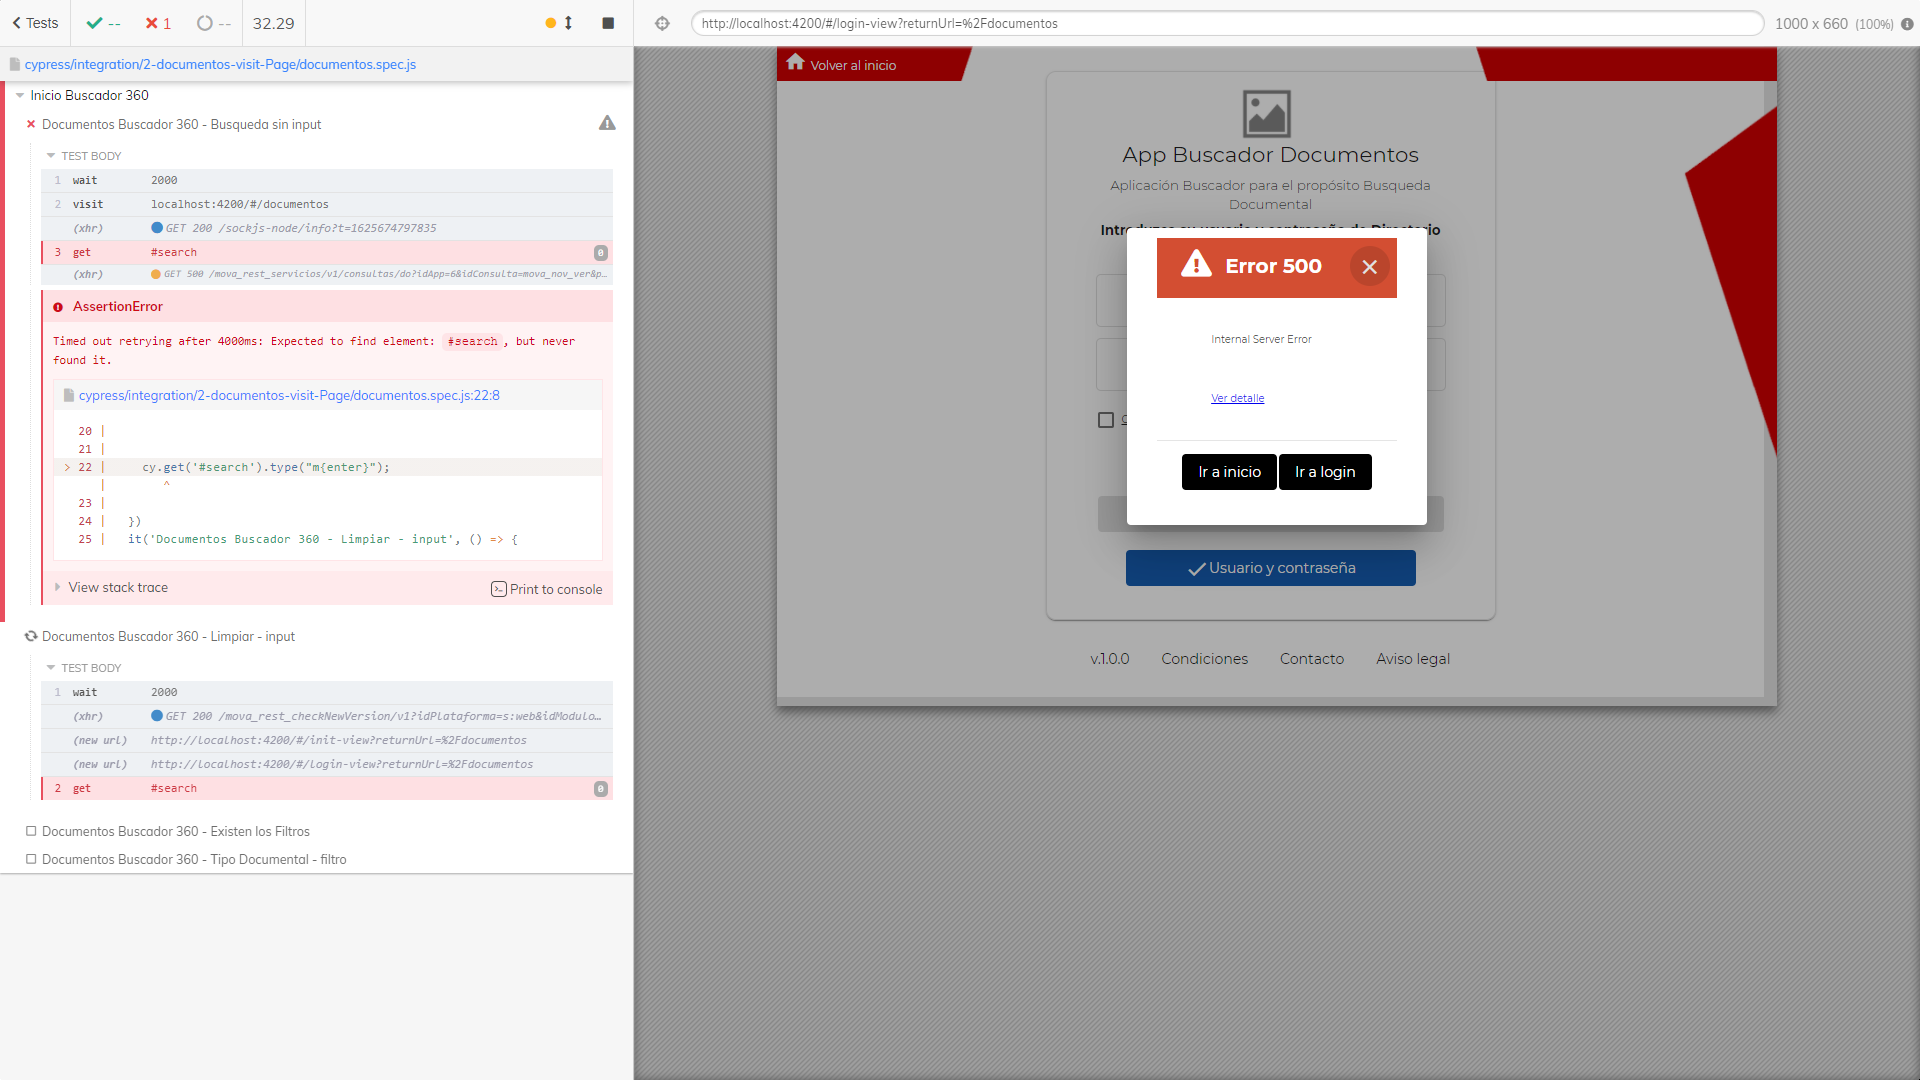 Tests
--
1
--
32.29
http://localhost:4200/#/login-view?returnUrl=%2Fdocumentos
1000 x 660 (100%)
cypress/integration/2-documentos-visit-Page/documentos.spec.js
Inicio Buscador 360
Documentos Buscador 360 - Busqueda sin input
TEST BODY
1 wait 2000
2 visit localhost:4200/#/documentos
(xhr) GET 200 /sockjs-node/info?t=1625674797835
3 get #search 0
(xhr) GET 500 /mova_rest_servicios/v1/consultas/do?idApp=6&idConsulta=mova_nov_ver&p...
AssertionError
Timed out retrying after 4000ms: Expected to find element: #search, but never
found it.
cypress/integration/2-documentos-visit-Page/documentos.spec.js:22:8
20 |
21 |
> 22 | cy.get('#search').type("m{enter}");
| ^
23 |
24 | })
25 | it('Documentos Buscador 360 - Limpiar - input', () => {
View stack trace
Print to console
Documentos Buscador 360 - Limpiar - input
TEST BODY
1 wait 2000
(xhr) GET 200 /mova_rest_checkNewVersion/v1?idPlataforma=s:web&idModulo...
(new url) http://localhost:4200/#/init-view?returnUrl=%2Fdocumentos
(new url) http://localhost:4200/#/login-view?returnUrl=%2Fdocumentos
2 get #search 0
Documentos Buscador 360 - Existen los Filtros
Documentos Buscador 360 - Tipo Documental - filtro
Volver al inicio
App Buscador Documentos
Aplicación Buscador para el propósito Busqueda
Documental
Introduzca su usuario y contraseña de Directorio
Error 500
Internal Server Error
Ver detalle
Ir a inicio
Ir a login
Usuario y contraseña
v.1.0.0
Condiciones
Contacto
Aviso legal